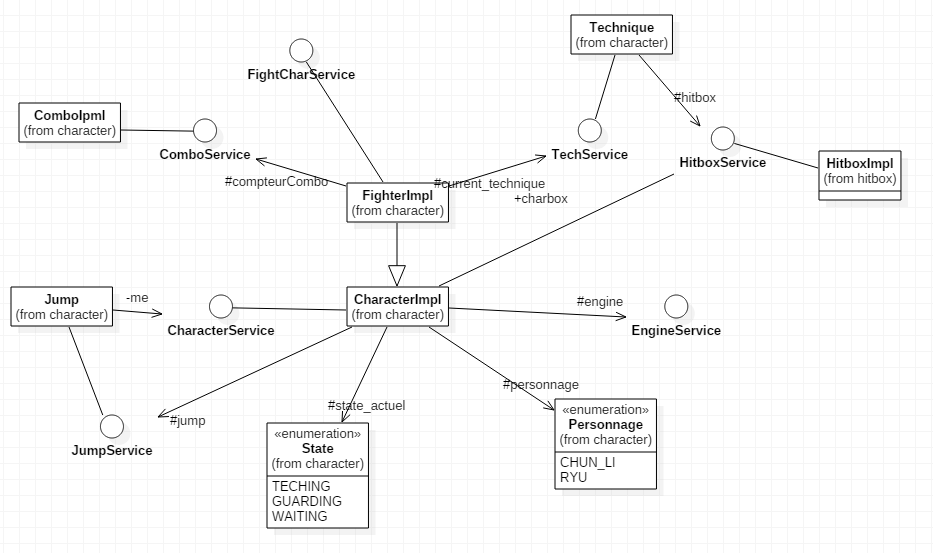 Technique
(from character)
FightCharService
#hitbox
ComboIpml
(from character)
ComboService
TechService
HitboxService
HitboxImpl
(from hitbox)
#compteurCombo
#current_technique
+charbox
FighterImpl
(from character)
Jump
(from character)
-me
CharacterService
CharacterImpl
(from character)
#engine
EngineService
#personnage
#state_actuel
#jump
JumpService
«enumeration»
State
(from character)
TECHING
GUARDING
WAITING
«enumeration»
Personnage
(from character)
CHUN_LI
RYU